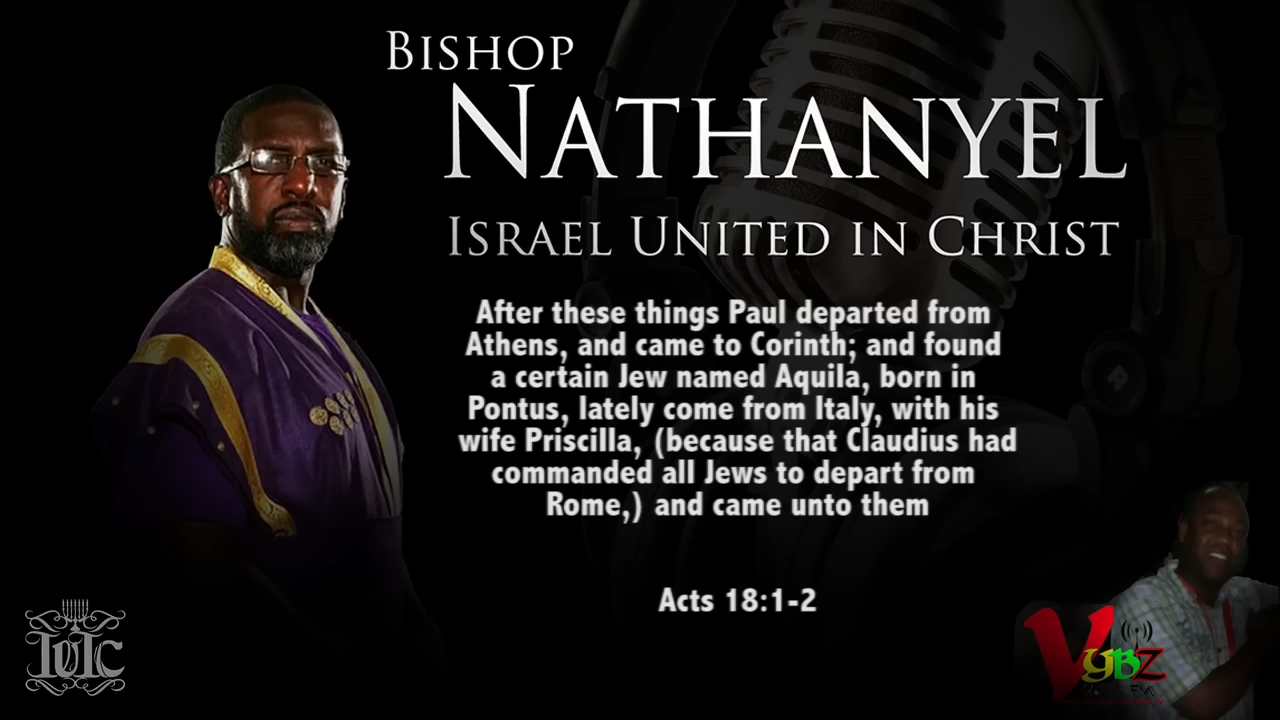 BISHOP
NATHANYEL
ISRAEL UNITED IN CHRIST
After these things Paul departed from
Athens, and came to Corinth; and found
a certain Jew named Aquila, born in
Pontus, lately come from Italy, with his
wife Priscilla, (because that Claudius had
commanded all Jews to depart from
Rome,) and came unto them
Acts 18:1-2
IUIC
VYBZ
FM